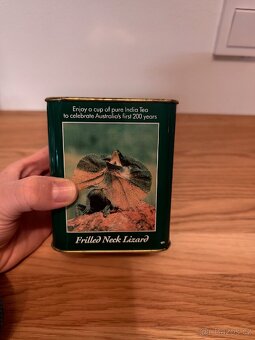 Enjoy a cup of pure India Tea
to celebrate Australia's first 200 years
Frilled Neck Lizard